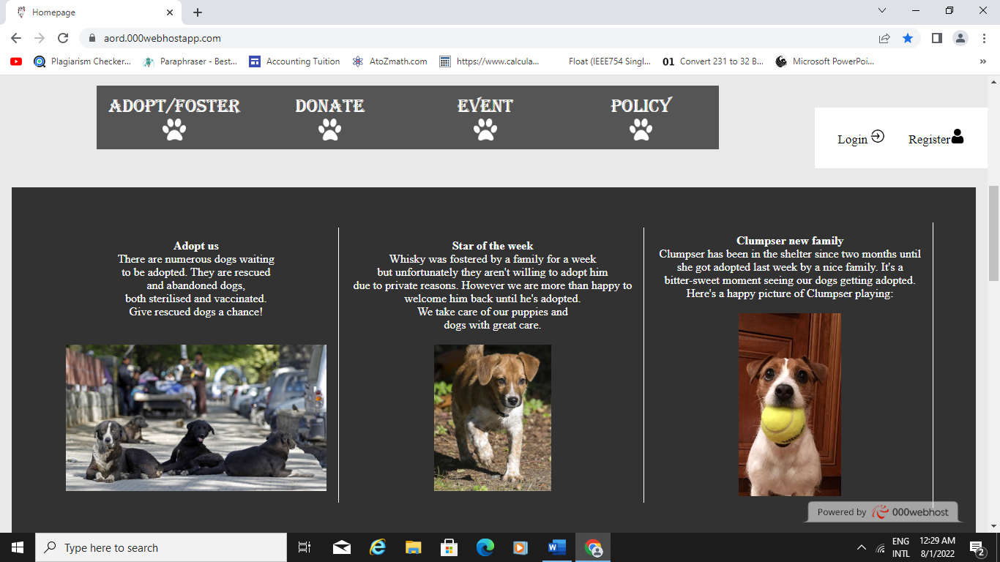 Homepage
aord.000webhostapp.com
Plagiarism Checker...
Paraphraser - Best...
Accounting Tuition
AtoZmath.com
https://www.calcula...
Float (IEEE754 Singl...
01 Convert 231 to 32 B...
Microsoft PowerPoi...
»
ADOPT/FOSTER
DONATE
EVENT
POLICY
Login
Register
Adopt us
There are numerous dogs waiting
to be adopted. They are rescued
and abandoned dogs,
both sterilised and vaccinated.
Give rescued dogs a chance!
Star of the week
Whisky was fostered by a family for a week
but unfortunately they aren't willing to adopt him
due to private reasons. However we are more than happy to
welcome him back until he's adopted.
We take care of our puppies and
dogs with great care.
Clumpser new family
Clumpser has been in the shelter since two months until
she got adopted last week by a nice family. It's a
bitter-sweet moment seeing our dogs getting adopted.
Here's a happy picture of Clumpser playing:
Powered by 000webhost
Type here to search
ENG
INTL
12:29 AM
8/1/2022
2